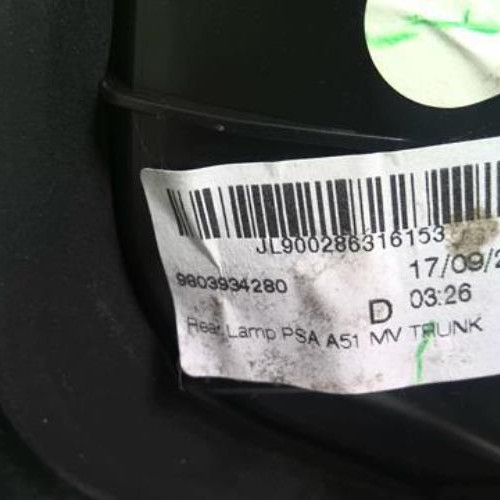 JL900286316153
9803934280
17/09/2
D 03:26
Rear Lamp PSA A51 MV TRUNK